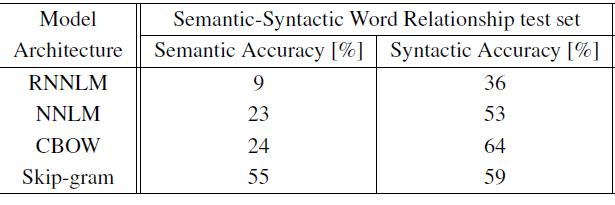 Model Semantic-Syntactic Word Relationship test set
Architecture Semantic Accuracy [%] Syntactic Accuracy [%]
RNNLM 9 36
NNLM 23 53
CBOW 24 64
Skip-gram 55 59